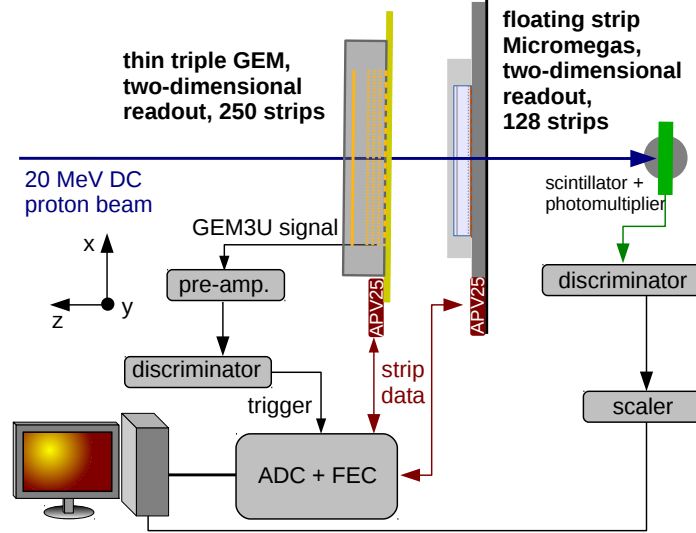 thin triple GEM,
two-dimensional
readout, 250 strips
floating strip
Micromegas,
two-dimensional
readout,
128 strips
20 MeV DC
proton beam
scintillator +
photomultiplier
GEM3U signal
x
z
y
pre-amp.
APV25
APV25
discriminator
discriminator
strip
data
trigger
scaler
ADC + FEC